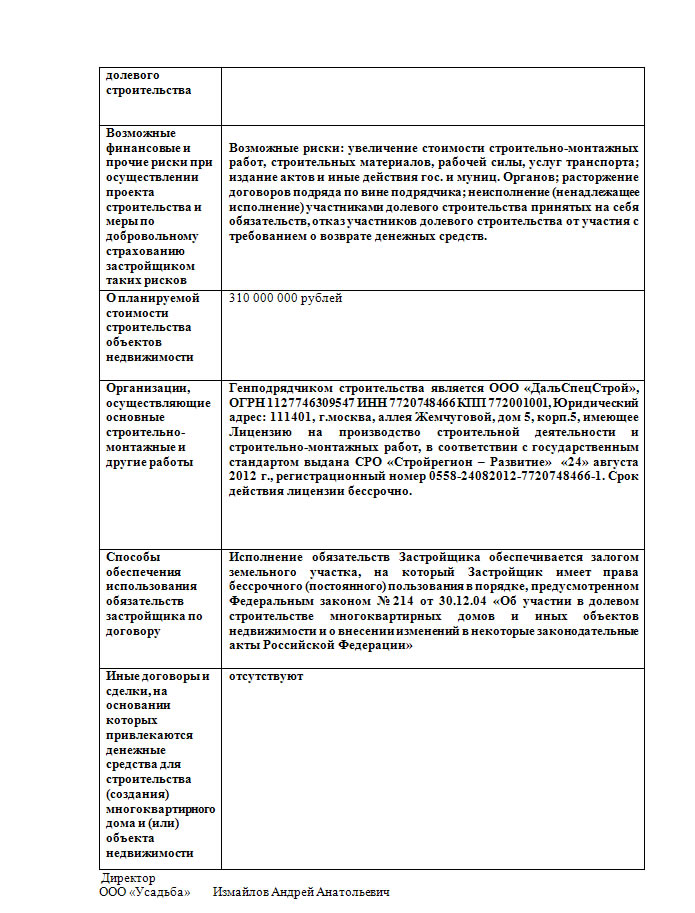 долевого
строительства
Возможные
финансовые и
прочие риски при
осуществлении
проекта
строительства и
меры по
добровольному
страхованию
застройщиком
таких рисков
Возможные риски: увеличение стоимости строительно-монтажных
работ, строительных материалов, рабочей силы, услуг транспорта;
издание актов и иные действия гос. и муниц. Органов; расторжение
договоров подряда по вине подрядчика; неисполнение (ненадлежащее
исполнение) участниками долевого строительства принятых на себя
обязательств, отказ участников долевого строительства от участия с
требованием о возврате денежных средств.
О планируемой
стоимости
строительства
объектов
недвижимости
310 000 000 рублей
Организации,
осуществляющие
основные
строительно-
монтажные и
другие работы
Генподрядчиком строительства является ООО «ДальСпецСтрой»,
ОГРН 1127746309547 ИНН 7720748466 КПП 772001001, Юридический
адрес: 111401, г.москва, аллея Жемчуговой, дом 5, корп.5, имеющее
Лицензию на производство строительной деятельности и
строительно-монтажных работ, в соответствии с государственным
стандартом выдана СРО «Стройрегион – Развитие» «24» августа
2012 г., регистрационный номер 0558-24082012-7720748466-1. Срок
действия лицензии бессрочно.
Способы
обеспечения
использования
обязательств
застройщика по
договору
Исполнение обязательств Застройщика обеспечивается залогом
земельного участка, на который Застройщик имеет права
бессрочного (постоянного) пользования в порядке, предусмотренном
Федеральным законом №214 от 30.12.04 «Об участии в долевом
строительстве многоквартирных домов и иных объектов
недвижимости и о внесении изменений в некоторые законодательные
акты Российской Федерации»
Иные договоры и
сделки, на
основании
которых
привлекаются
денежные
средства для
строительства
(создания)
многоквартирного
дома и (или)
объекта
недвижимости
отсутствуют
Директор
ООО «Усадьба» Измайлов Андрей Анатольевич